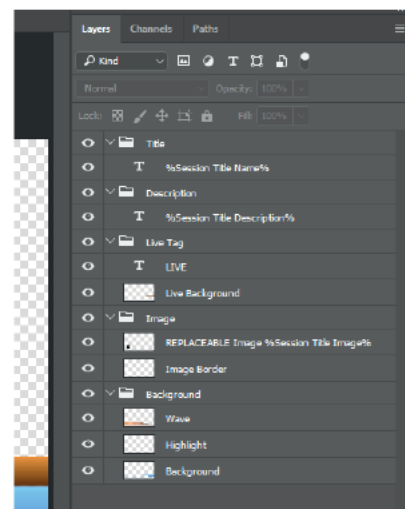 Layers Channels Paths
Kind
T
Normal Opacity: 100%
Lock: Fill: 100%
Title
T %Session Title Name%
Description
T %Session Title Description%
Live Tag
T LIVE
Live Background
Image
REPLACEABLE Image %Session Title Image%
Image Border
Background
Wave
Highlight
Background